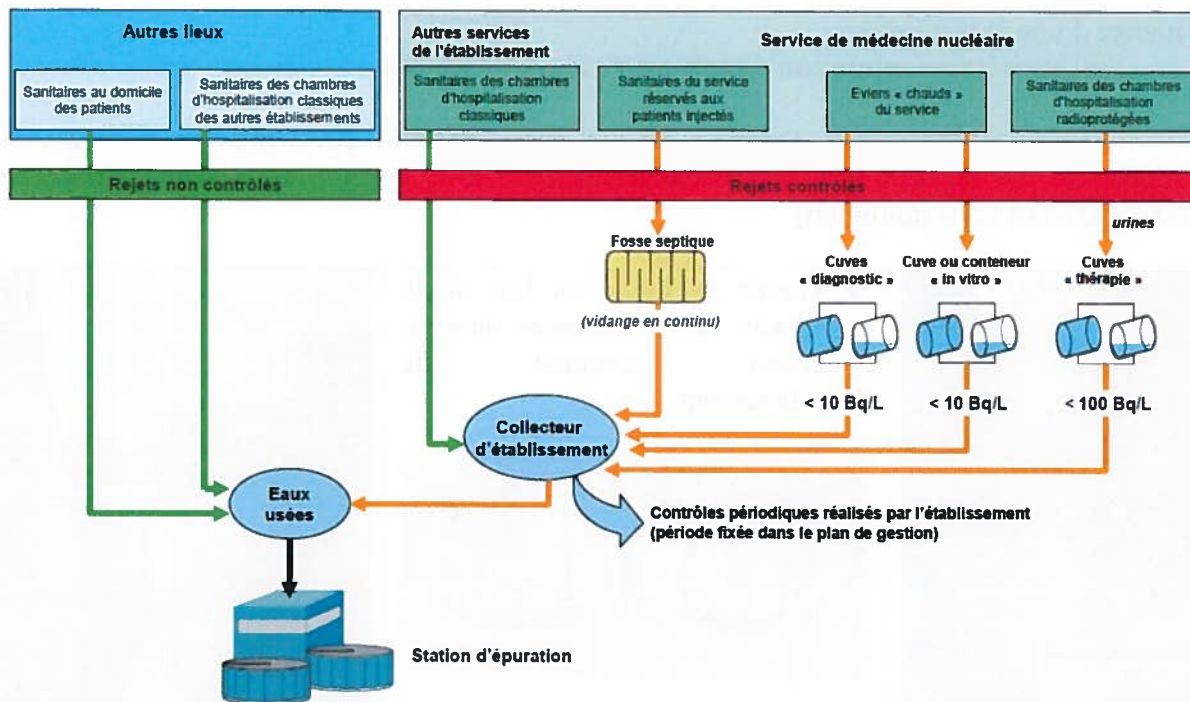 Autres lieux
Sanitaires au domicile
des patients
Sanitaires des chambres
d'hospitalisation classiques
des autres établissements
Autres services
de l'établissement
Service de médecine nucléaire
Sanitaires des chambres
d'hospitalisation
classiques
Sanitaires du service
réservés aux
patients injectés
Eviers « chauds »
du service
Sanitaires des chambres
d'hospitalisation
radioprotégées
Rejets non contrôlés
Rejets contrôlés
urines
Fosse septique
(vidange en continu)
Cuves
« diagnostic »
Cuve ou conteneur
« in vitro »
Cuves
« thérapie »
< 10 Bq/L
< 10 Bq/L
< 100 Bq/L
Collecteur
d'établissement
Eaux
usées
Contrôles périodiques réalisés par l'établissement
(période fixée dans le plan de gestion)
Station d'épuration